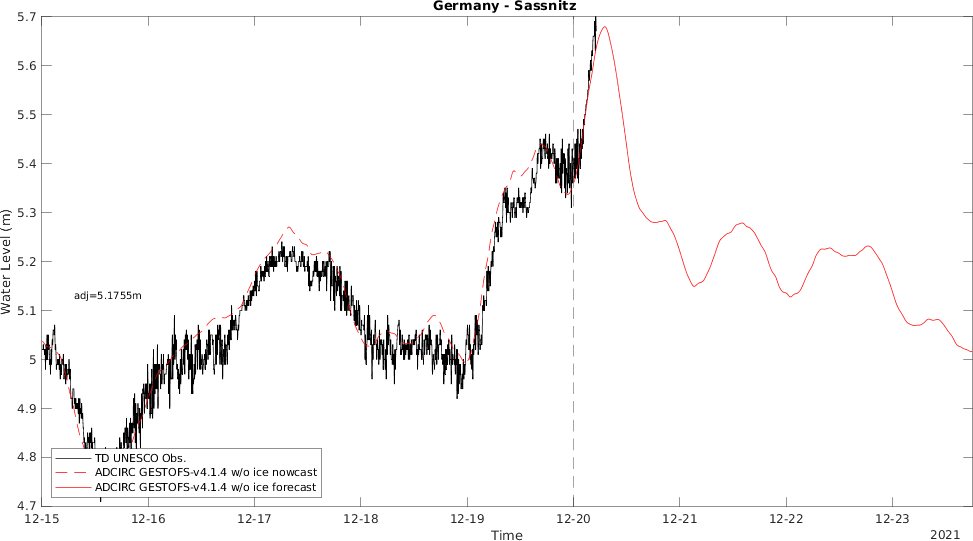 Germany - Sassnitz
5.7
5.6
5.5
5.4
5.3
5.2
5.1
5
4.9
4.8
4.7
Water Level (m)
adj=5.1755m
TD UNESCO Obs.
ADCIRC GESTOFS-v4.1.4 w/o ice nowcast
ADCIRC GESTOFS-v4.1.4 w/o ice forecast
12-15 12-16 12-17 12-18 12-19 12-20 12-21 12-22 12-23
Time
2021